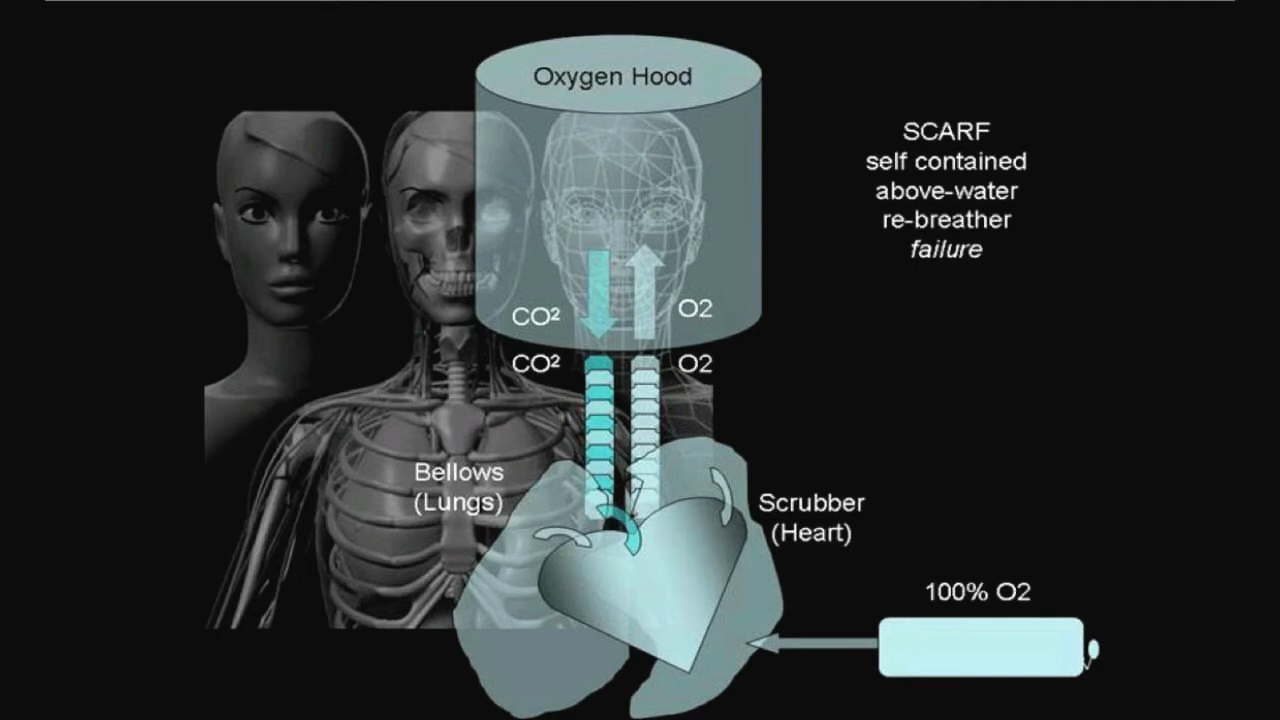 Oxygen Hood
SCARF
self contained
above-water
re-breather
failure
CO²
O2
CO²
O2
Bellows
(Lungs)
Scrubber
(Heart)
100% O2